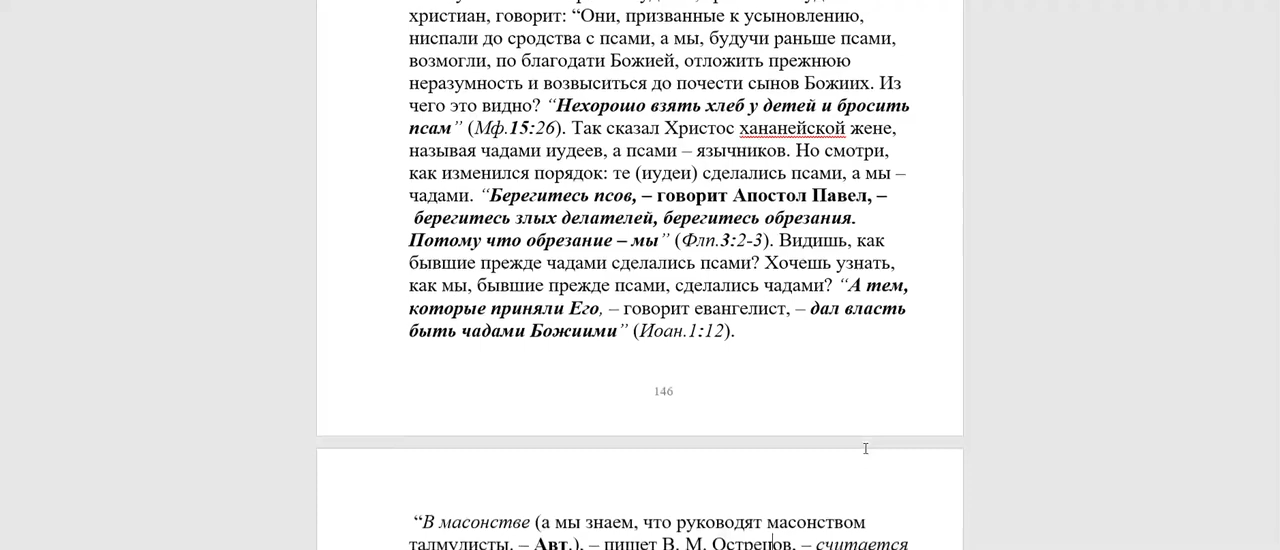 христиан, говорит: “Они, призванные к усыновлению,
ниспали до сродства с псами, а мы, будучи раньше псами,
возмогли, по благодати Божией, отложить прежнюю
неразумность и возвыситься до почести сынов Божиих. Из
чего это видно? “Нехорошо взять хлеб у детей и бросить
псам” (Мф.15:26). Так сказал Христос хананейской жене,
называя чадами иудеев, а псами – язычников. Но смотри,
как изменился порядок: те (иудеи) сделались псами, а мы –
чадами. “Берегитесь псов, – говорит Апостол Павел, –
берегитесь злых делателей, берегитесь обрезания.
Потому что обрезание – мы” (Флп.3:2-3). Видишь, как
бывшие прежде чадами сделались псами? Хочешь узнать,
как мы, бывшие прежде псами, сделались чадами? “А тем,
которые приняли Его, – говорит евангелист, – дал власть
быть чадами Божиими” (Иоан.1:12).
146
“В масонстве (а мы знаем, что руководят масонством
талмудисты. – Авт.), – пишет В. М. Острецов, – считается